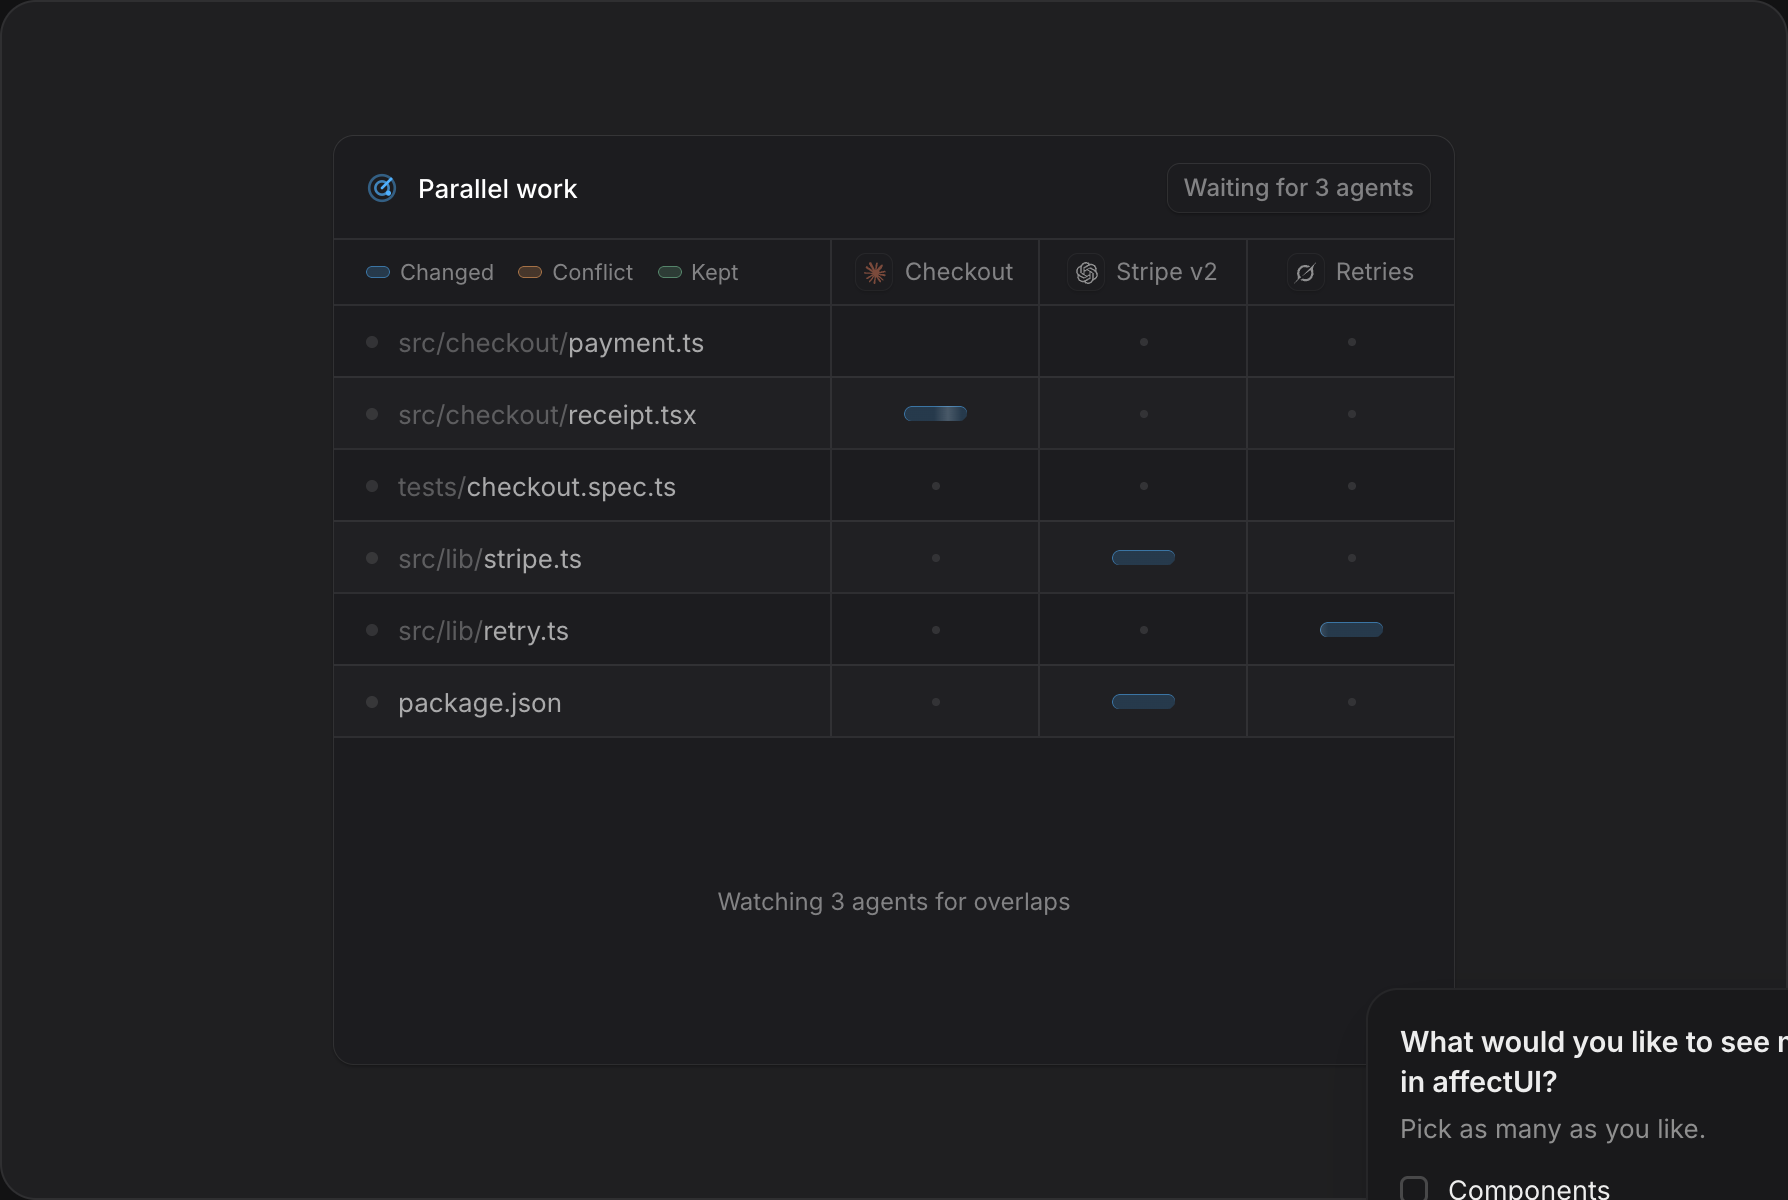 Parallel work
Waiting for 3 agents
Changed
Conflict
Kept
Checkout
Stripe v2
Retries
src/checkout/payment.ts
src/checkout/receipt.tsx
tests/checkout.spec.ts
src/lib/stripe.ts
src/lib/retry.ts
package.json
Watching 3 agents for overlaps
What would you like to see
in affectUI?
Pick as many as you like.
Components